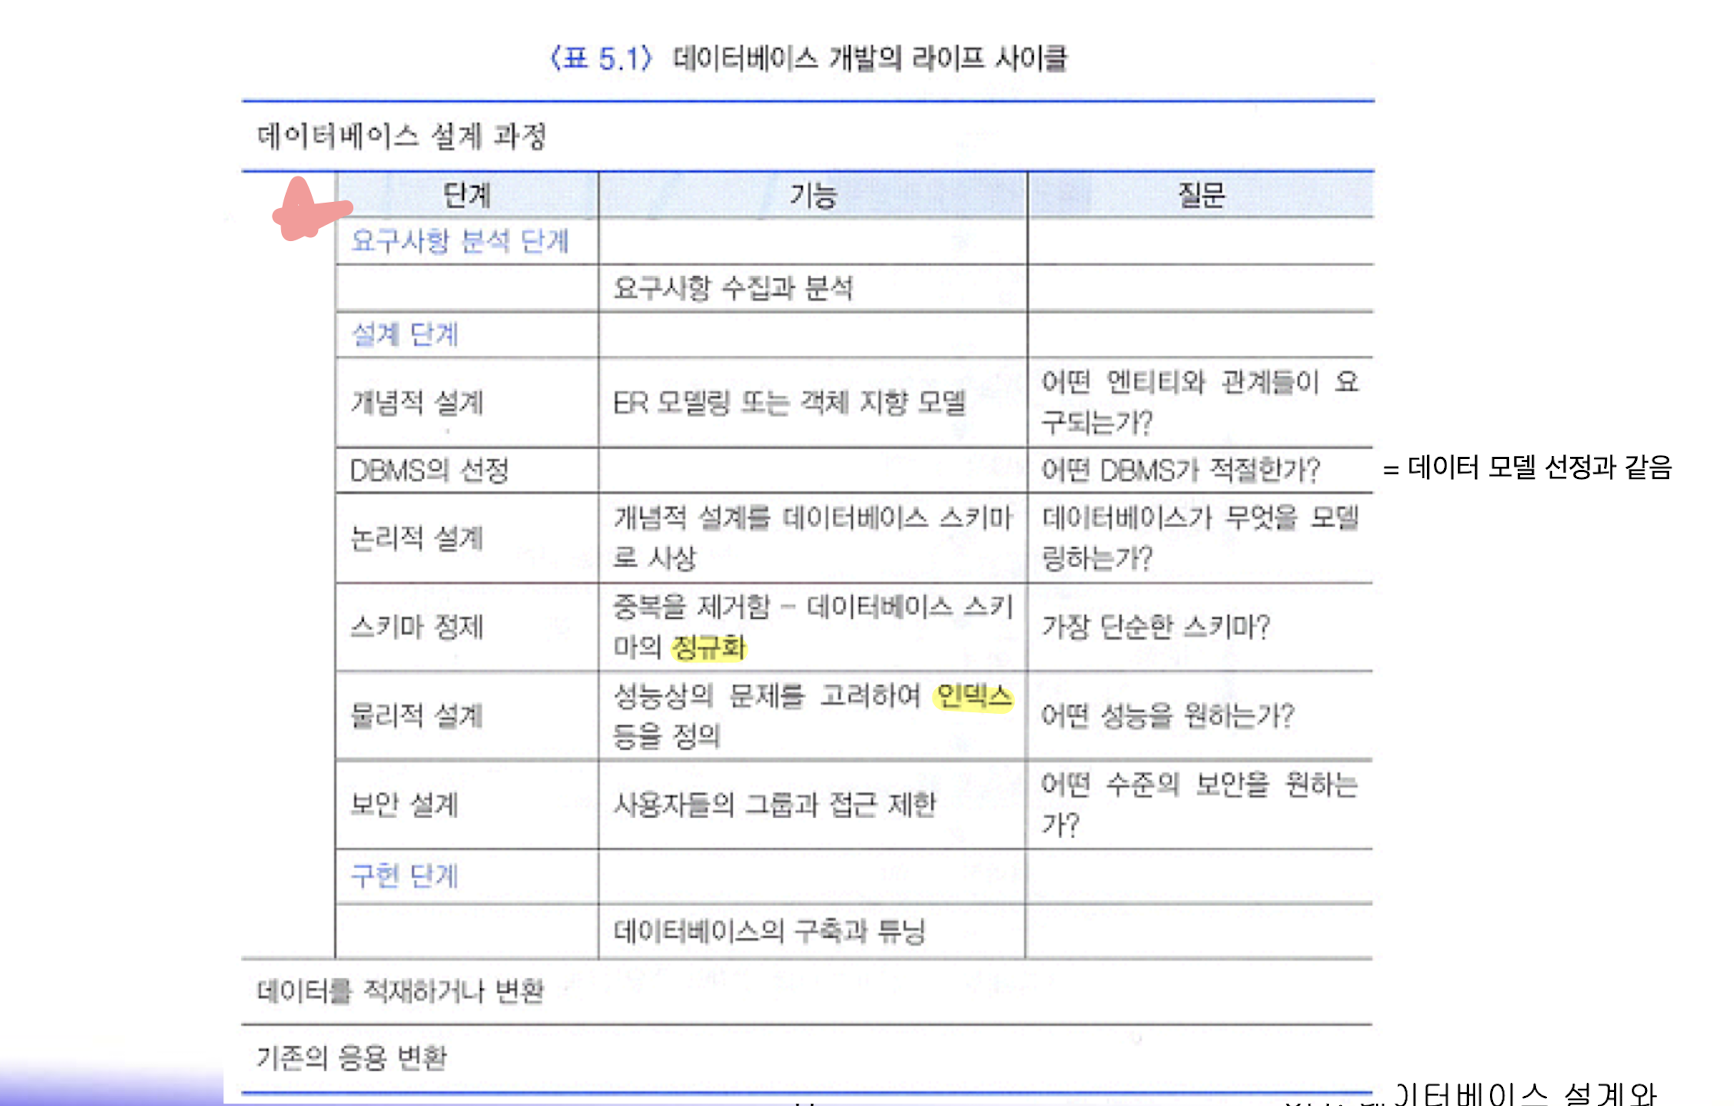 〈표 5.1〉 데이터베이스 개발의 라이프 사이클
데이터베이스 설계 과정
단계 기능 질문
요구사항 분석 단계
요구사항 수집과 분석
설계 단계
개념적 설계 ER 모델링 또는 객체 지향 모델 어떤 엔티티와 관계들이 요
구되는가?
DBMS의 선정 어떤 DBMS가 적절한가? = 데이터 모델 선정과 같음
논리적 설계 개념적 설계를 데이터베이스 스키마 데이터베이스가 무엇을 모델
로 사상 링하는가?
스키마 정제 중복을 제거함 – 데이터베이스 스키 가장 단순한 스키마?
마의 정규화
물리적 설계 성능상의 문제를 고려하여 인덱스 어떤 성능을 원하는가?
등을 정의
보안 설계 사용자들의 그룹과 접근 제한 어떤 수준의 보안을 원하는
가?
구현 단계
데이터베이스의 구축과 튜닝
데이터를 적재하거나 변환
기존의 응용 변환
이터베이스 설계와